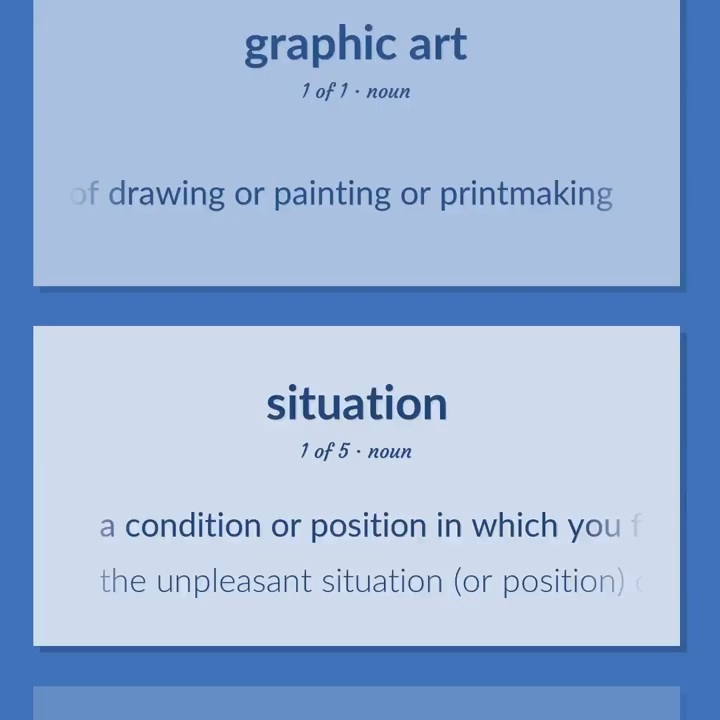 graphic art
1 of 1 · noun
of drawing or painting or printmaking
situation
1 of 5 · noun
a condition or position in which you f
the unpleasant situation (or position)